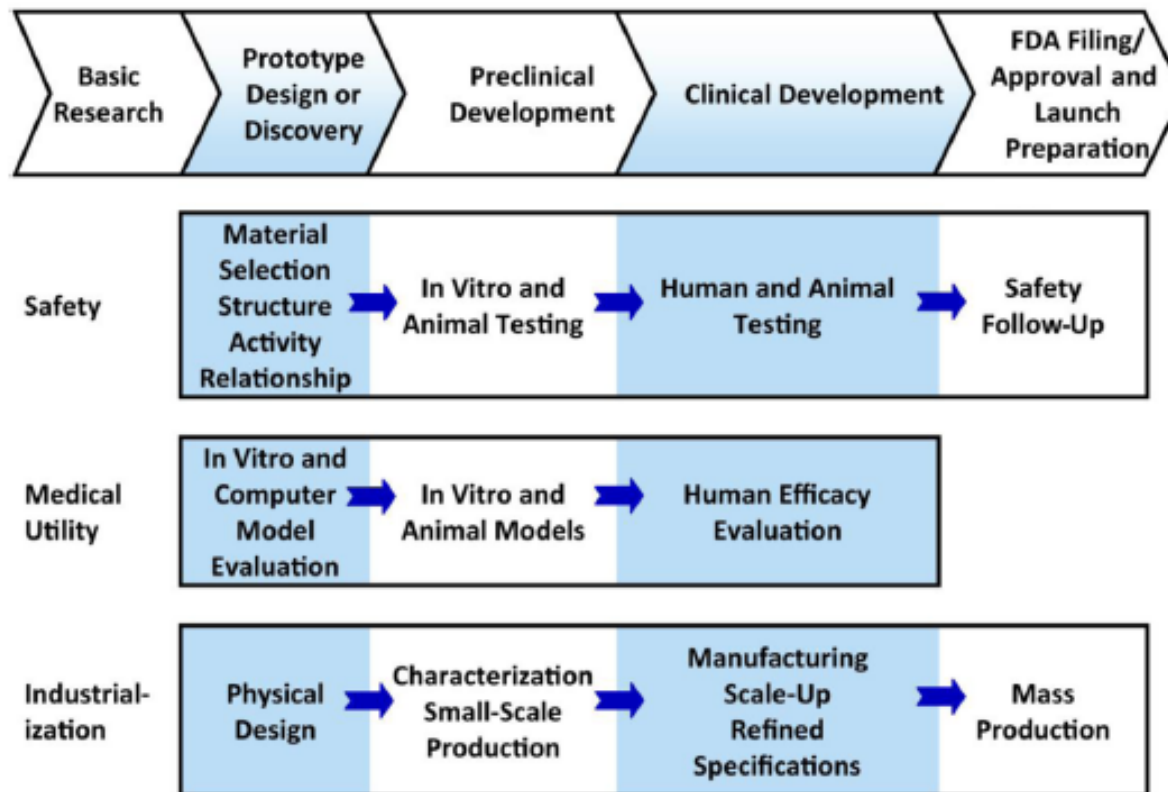 Basic
Research
Prototype
Design or
Discovery
Preclinical
Development
Clinical Development
FDA Filing/
Approval and
Launch
Preparation
Safety
Material
Selection
Structure
Activity
Relationship
In Vitro and
Animal Testing
Human and Animal
Testing
Safety
Follow-Up
Medical
Utility
In Vitro and
Computer
Model
Evaluation
In Vitro and
Animal Models
Human Efficacy
Evaluation
Industrial-
ization
Physical
Design
Characterization
Small-Scale
Production
Manufacturing
Scale-Up
Refined
Specifications
Mass
Production